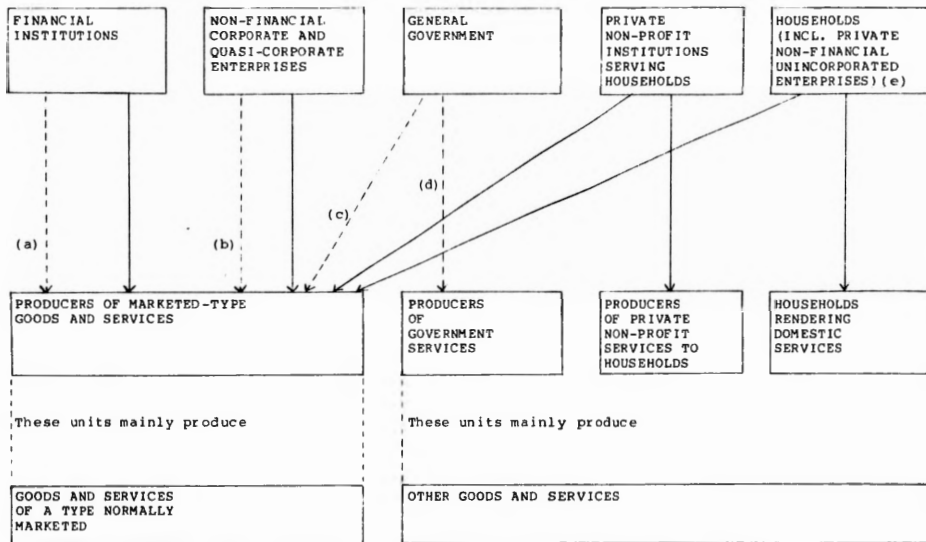 FINANCIAL
INSTITUTIONS
NON-FINANCIAL
CORPORATE AND
QUASI-CORPORATE
ENTERPRISES
GENERAL
GOVERNMENT
PRIVATE
NON-PROFIT
INSTITUTIONS
SERVING
HOUSEHOLDS
HOUSEHOLDS
(INCL. PRIVATE
NON-FINANCIAL
UNINCORPORATED
ENTERPRISES)(e)
(a)
(b)
(c)
(d)
PRODUCERS OF MARKETED-TYPE
GOODS AND SERVICES
PRODUCERS
OF
GOVERNMENT
SERVICES
PRODUCERS
OF PRIVATE
NON-PROFIT
SERVICES TO
HOUSEHOLDS
HOUSEHOLDS
RENDERING
DOMESTIC
SERVICES
These units mainly produce
These units mainly produce
GOODS AND SERVICES
OF A TYPE NORMALLY
MARKETED
OTHER GOODS AND SERVICES